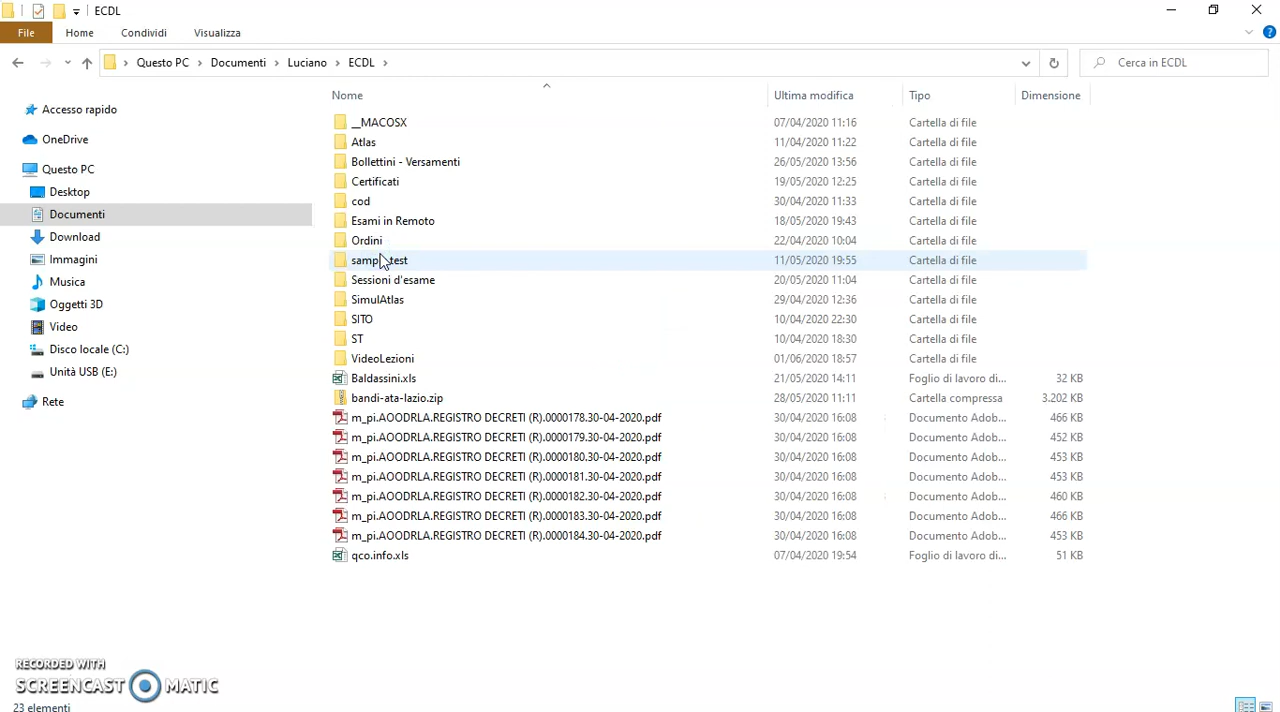 ECDL
File Home Condividi Visualizza
Questo PC Documenti Luciano ECDL Cerca in ECDL
Nome Ultima modifica Tipo Dimensione
Accesso rapido
OneDrive
Questo PC
Desktop
Documenti
Download
Immagini
Musica
Oggetti 3D
Video
Disco locale (C:)
Unità USB (E:)
Rete
__MACOSX 07/04/2020 11:16 Cartella di file
Atlas 11/04/2020 11:22 Cartella di file
Bollettini - Versamenti 26/05/2020 13:56 Cartella di file
Certificati 19/05/2020 12:25 Cartella di file
cod 30/04/2020 11:33 Cartella di file
Esami in Remoto 18/05/2020 19:43 Cartella di file
Ordini 22/04/2020 10:04 Cartella di file
11/05/2020 19:55 Cartella di file
Sessioni d'esame 20/05/2020 11:04 Cartella di file
SimulAtlas 29/04/2020 12:36 Cartella di file
SITO 10/04/2020 22:30 Cartella di file
ST 10/04/2020 18:30 Cartella di file
VideoLezioni 01/06/2020 18:57 Cartella di file
Baldassini.xls 21/05/2020 14:11 Foglio di lavoro di... 32 KB
bandi-ata-lazio.zip 28/05/2020 11:11 Cartella compressa 3.202 KB
m_pi.AOODRLA.REGISTRO DECRETI (R).0000178.30-04-2020.pdf 30/04/2020 16:08 Documento Adob... 466 KB
m_pi.AOODRLA.REGISTRO DECRETI (R).0000179.30-04-2020.pdf 30/04/2020 16:08 Documento Adob... 452 KB
m_pi.AOODRLA.REGISTRO DECRETI (R).0000180.30-04-2020.pdf 30/04/2020 16:08 Documento Adob... 453 KB
m_pi.AOODRLA.REGISTRO DECRETI (R).0000181.30-04-2020.pdf 30/04/2020 16:08 Documento Adob... 453 KB
m_pi.AOODRLA.REGISTRO DECRETI (R).0000182.30-04-2020.pdf 30/04/2020 16:08 Documento Adob... 460 KB
m_pi.AOODRLA.REGISTRO DECRETI (R).0000183.30-04-2020.pdf 30/04/2020 16:08 Documento Adob... 466 KB
m_pi.AOODRLA.REGISTRO DECRETI (R).0000184.30-04-2020.pdf 30/04/2020 16:08 Documento Adob... 453 KB
qco.info.xls 07/04/2020 19:54 Foglio di lavoro di... 51 KB
RECORDED WITH
SCREENCAST MATIC
23 elementi